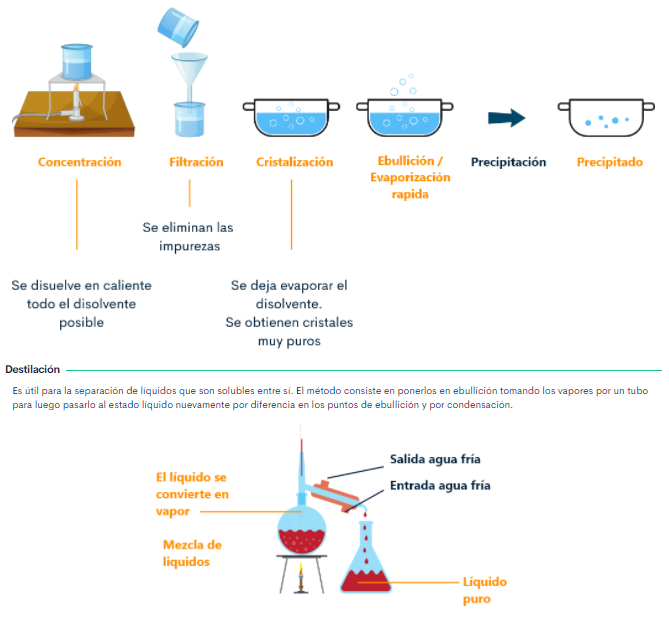 Concentración
Filtración
Cristalización
Ebullición /
Evaporización
rapida
Precipitación
Precipitado
Se eliminan las
impurezas
Se disuelve en caliente
todo el disolvente
posible
Se deja evaporar el
disolvente.
Se obtienen cristales
muy puros
Destilación
Es útil para la separación de líquidos que son solubles entre sí. El método consiste en ponerlos en ebullición tomando los vapores por un tubo
para luego pasarlo al estado líquido nuevamente por diferencia en los puntos de ebullición y por condensación.
Salida agua fría
Entrada agua fría
El líquido se
convierte en
vapor
Mezcla de
liquidos
Líquido
puro